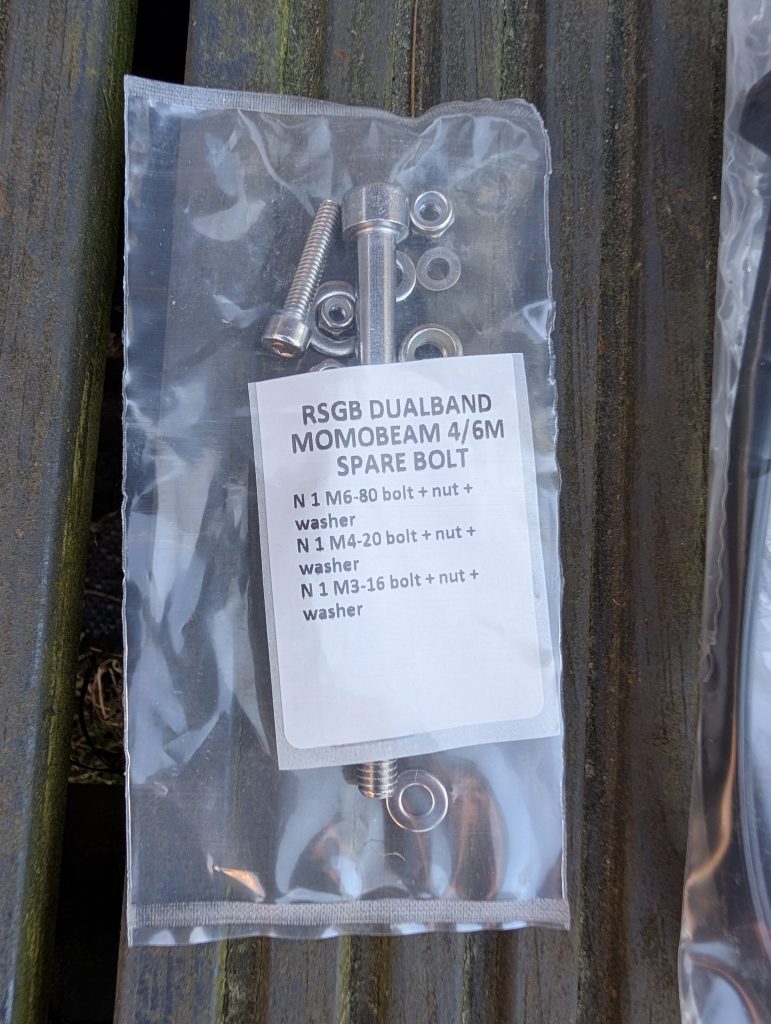 RSGB DUALBAND
MOMOBEAM 4/6M
SPARE BOLT
N 1 M6-80 bolt + nut +
washer
N 1 M4-20 bolt + nut +
washer
N 1 M3-16 bolt + nut +
washer